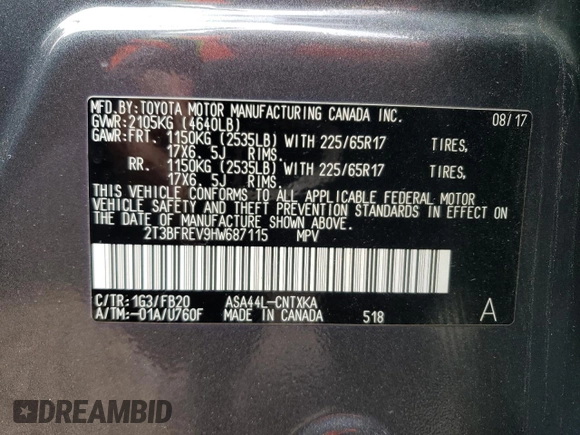 MFD.BY:TOYOTA MOTOR MANUFACTURING CANADA INC. 08/17
GVWR:2105KG (4640LB)
GAWR:FRT. 1150KG (2535LB) WITH 225/65R17 TIRES,
17X6. 5J RIMS.
RR. 1150KG (2535LB) WITH 225/65R17 TIRES,
17X6. 5J RIMS.
THIS VEHICLE CONFORMS TO ALL APPLICABLE FEDERAL MOTOR
VEHICLE SAFETY AND THEFT PREVENTION STANDARDS IN EFFECT ON
THE DATE OF MANUFACTURE SHOWN ABOVE.
2T3BFREV9HW687115 MPV
C/TR:1G3/FB20 ASA44L-CNTXKA
A/TM:-01A/U760F MADE IN CANADA 518 A
DREAMBID